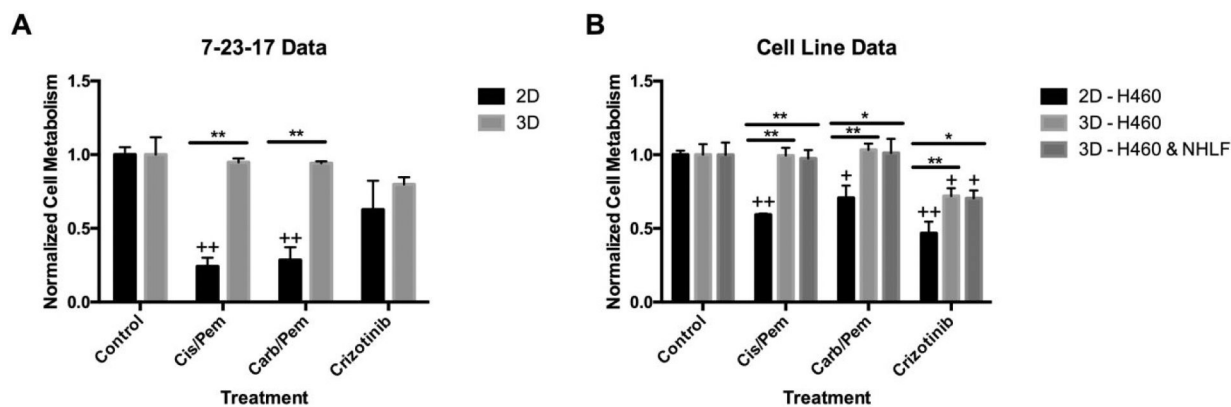 A
7-23-17 Data
Normalized Cell Metabolism
1.5
1.0
0.5
0.0
**
**
++
++
Control
Cis/Pem
Carb/Pem
Crizotinib
Treatment
2D
3D
B
Cell Line Data
Normalized Cell Metabolism
1.5
1.0
0.5
0.0
**
**
*
**
*
**
++
+
++
+
+
Control
Cis/Pem
Carb/Pem
Crizotinib
Treatment
2D - H460
3D - H460
3D - H460 & NHLF